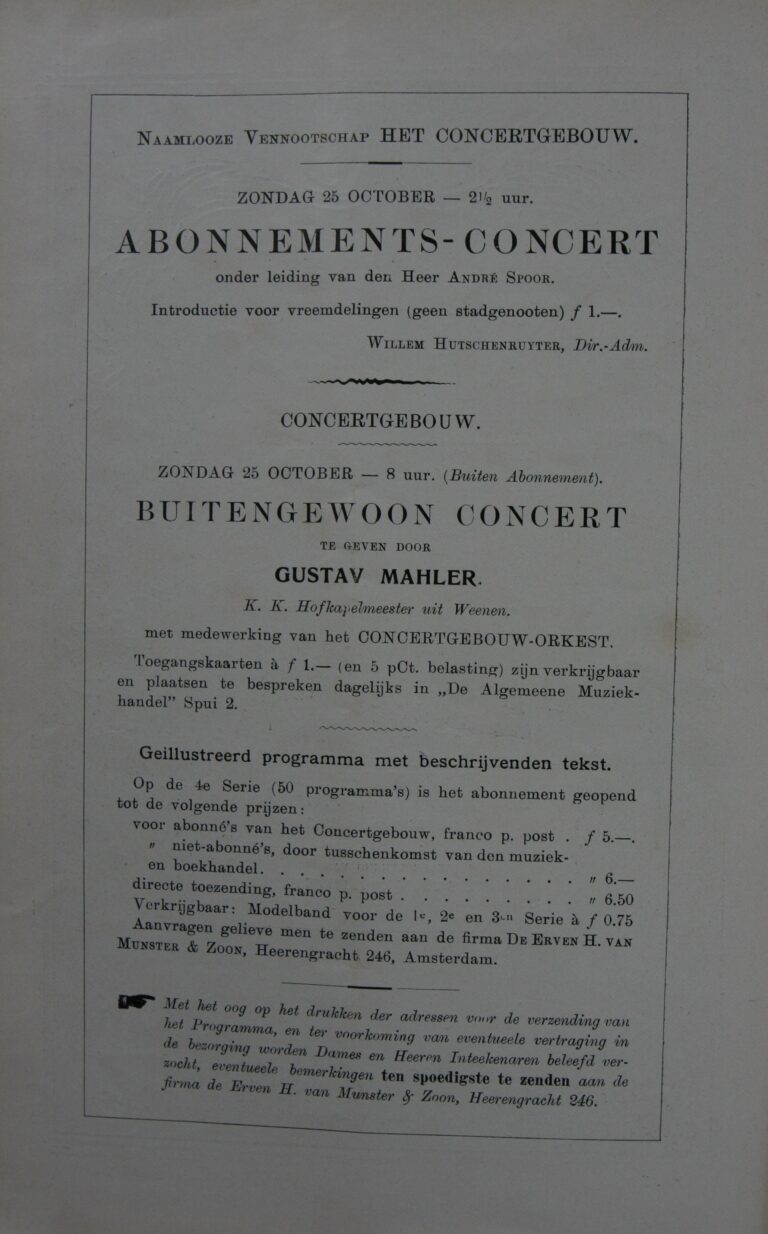 NAAMLOOZE VENNOOTSCHAP HET CONCERTGEBOUW.
ZONDAG 25 OCTOBER — 2½ uur.
ABONNEMENTS-CONCERT
onder leiding van den Heer ANDRÉ SPOOR.
Introductie voor vreemdelingen (geen stadgenooten) f 1.—.
WILLEM HUTSCHENRUYTER, Dir.-Adm.
CONCERTGEBOUW.
ZONDAG 25 OCTOBER — 8 uur. (Buiten Abonnement).
BUITENGEWOON CONCERT
TE GEVEN DOOR
GUSTAV MAHLER.
K. K. Hofkapelmeester uit Weenen.
met medewerking van het CONCERTGEBOUW-ORKEST.
Toegangskaarten à f 1.— (en 5 pCt. belasting) zijn verkrijgbaar
en plaatsen te bespreken dagelijks in „De Algemeene Muziek-
handel” Spui 2.
Geillustreerd programma met beschrijvenden tekst.
Op de 4e Serie (50 programma's) is het abonnement geopend
tot de volgende prijzen:
voor abonné's van het Concertgebouw, franco p. post . f 5.—.
" niet-abonné's, door tusschenkomst van den muziek-
en boekhandel. . . . . . . . . . . . . . . . " 6.—
directe toezending, franco p. post . . . . . . . . . " 6.50
Verkrijgbaar: Modelband voor de 1e, 2e en 3en Serie à f 0.75
Aanvragen gelieve men te zenden aan de firma DE ERVEN H. VAN
MUNSTER & ZOON, Heerengracht 246, Amsterdam.
☛ Met het oog op het drukken der adressen voor de verzending van
het Programma, en ter voorkoming van eventueele vertraging in
de bezorging worden Dames en Heeren Inteekenaren beleefd ver-
zocht, eventueele bemerkingen ten spoedigste te zenden aan de
firma de Erven H. van Munster & Zoon, Heerengracht 246.